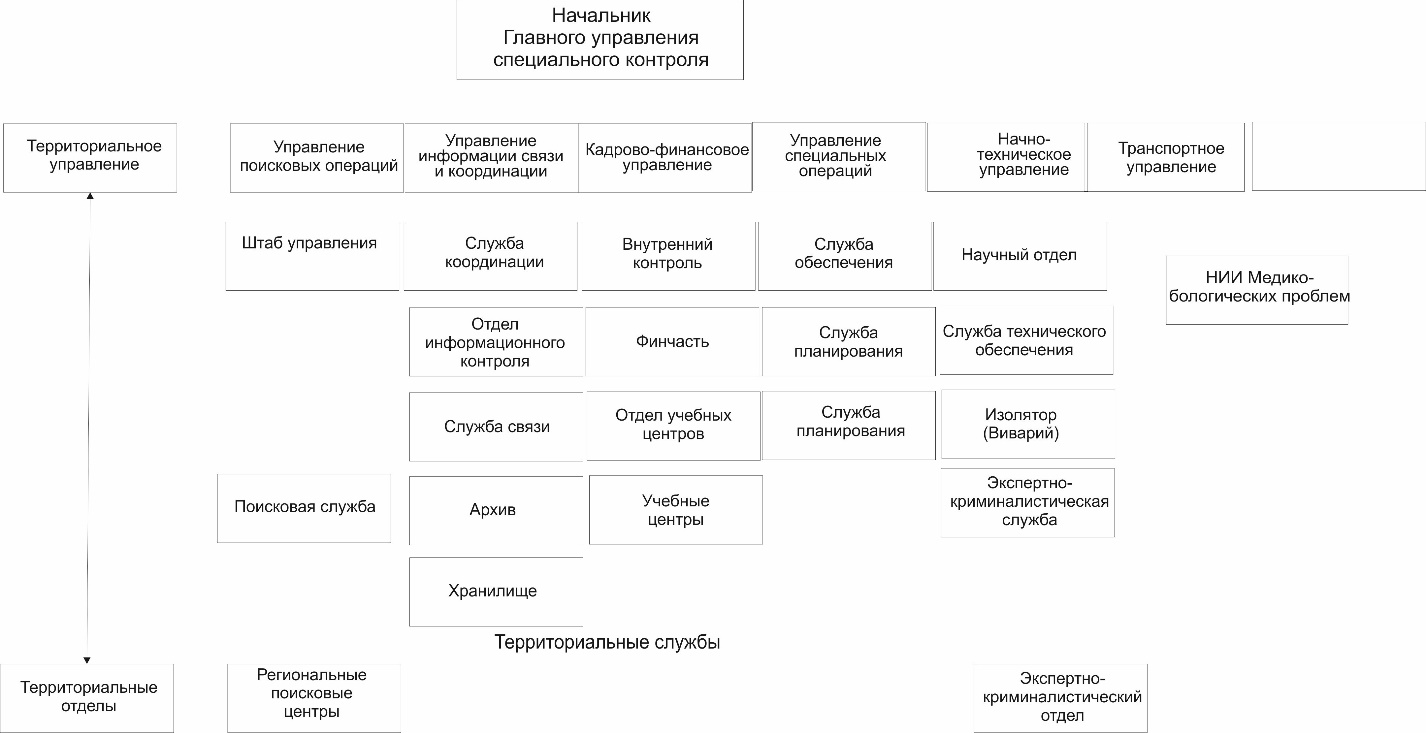 Начальник
Главного управления
специального контроля
Территориальное
управление
Управление
поисковых операций
Управление
информации связи
и координации
Кадрово-финансовое
управление
Управление
специальных
операций
Начно-
техническое
управление
Транспортное
управление
Штаб управления
Служба
координации
Внутренний
контроль
Служба
обеспечения
Научный отдел
НИИ Медико-
бологических проблем
Отдел
информационного
контроля
Финчасть
Служба
планирования
Служба технического
обеспечения
Служба связи
Отдел учебных
центров
Служба
планирования
Изолятор
(Виварий)
Поисковая служба
Архив
Учебные
центры
Экспертно-
криминалистическая
служба
Хранилище
Территориальные службы
Территориальные
отделы
Региональные
поисковые
центры
Экспертно-
криминалистический
отдел